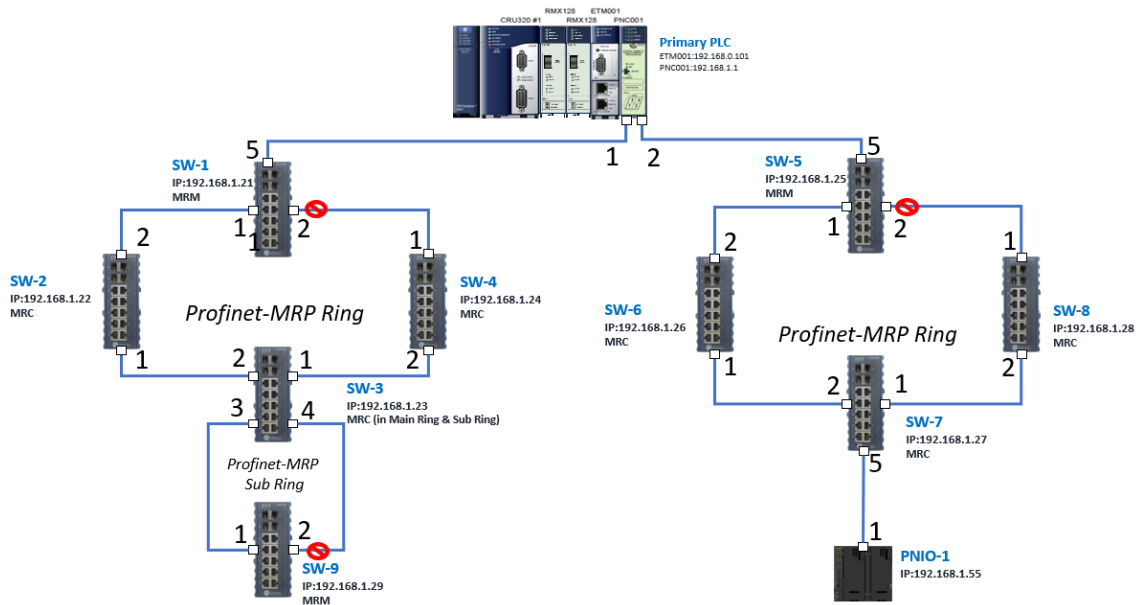 RMX128
ETM001
CRU320 #1
RMX128
PNC001
Primary PLC
ETM001:192.168.0.101
PNC001:192.168.1.1
1
2
5
SW-1
IP:192.168.1.21
MRM
1
1
2
2
SW-2
IP:192.168.1.22
MRC
1
1
SW-4
IP:192.168.1.24
MRC
2
Profinet-MRP Ring
2
1
SW-3
IP:192.168.1.23
MRC (in Main Ring & Sub Ring)
3
4
Profinet-MRP
Sub Ring
1
2
SW-9
IP:192.168.1.29
MRM
5
SW-5
IP:192.168.1.25
MRM
1
2
2
SW-6
IP:192.168.1.26
MRC
1
1
SW-8
IP:192.168.1.28
MRC
2
Profinet-MRP Ring
2
1
SW-7
IP:192.168.1.27
MRC
5
1
PNIO-1
IP:192.168.1.55